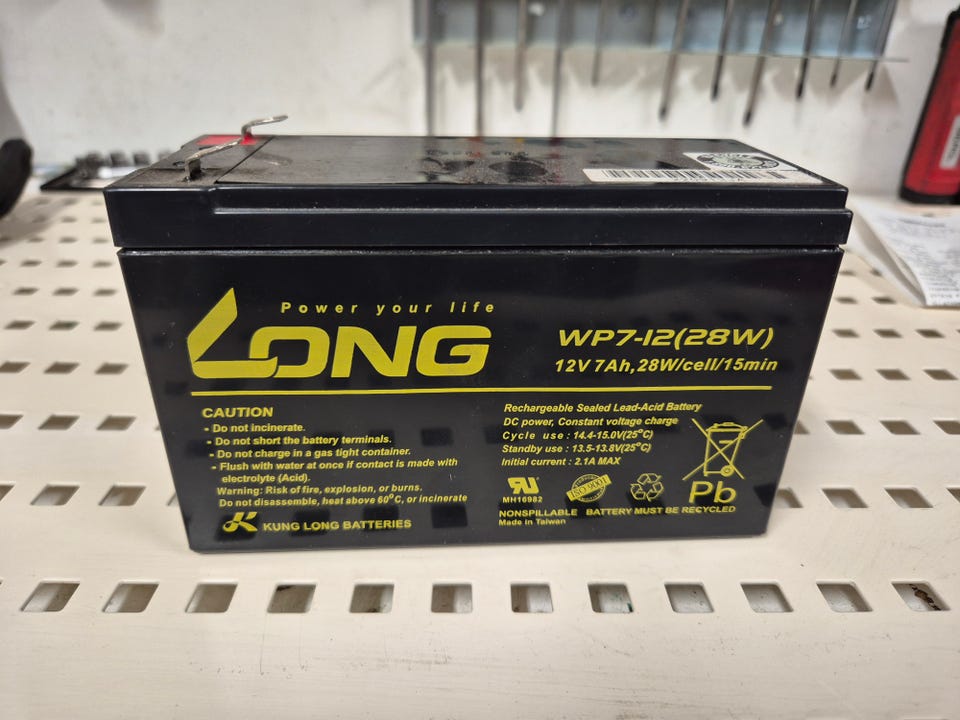 Power your life
LONG
WP7-12(28W)
12V 7Ah,28W/cell/15min
CAUTION
- Do not incinerate.
- Do not short the battery terminals.
- Do not charge in a gas tight container.
- Flush with water at once if contact is made with
electrolyte (Acid).
Warning: Risk of fire, explosion, or burns.
Do not disassemble, heat above 60°C, or incinerate
KUNG LONG BATTERIES
Rechargeable Sealed Lead-Acid Battery
DC power, Constant voltage charge
Cycle use : 14.4-15.0V(25°C)
Standby use : 13.5-13.8V(25°C)
Initial current : 2.1A MAX
MH16982
ISO 9001
Pb
NONSPILLABLE BATTERY MUST BE RECYCLED
Made in Taiwan